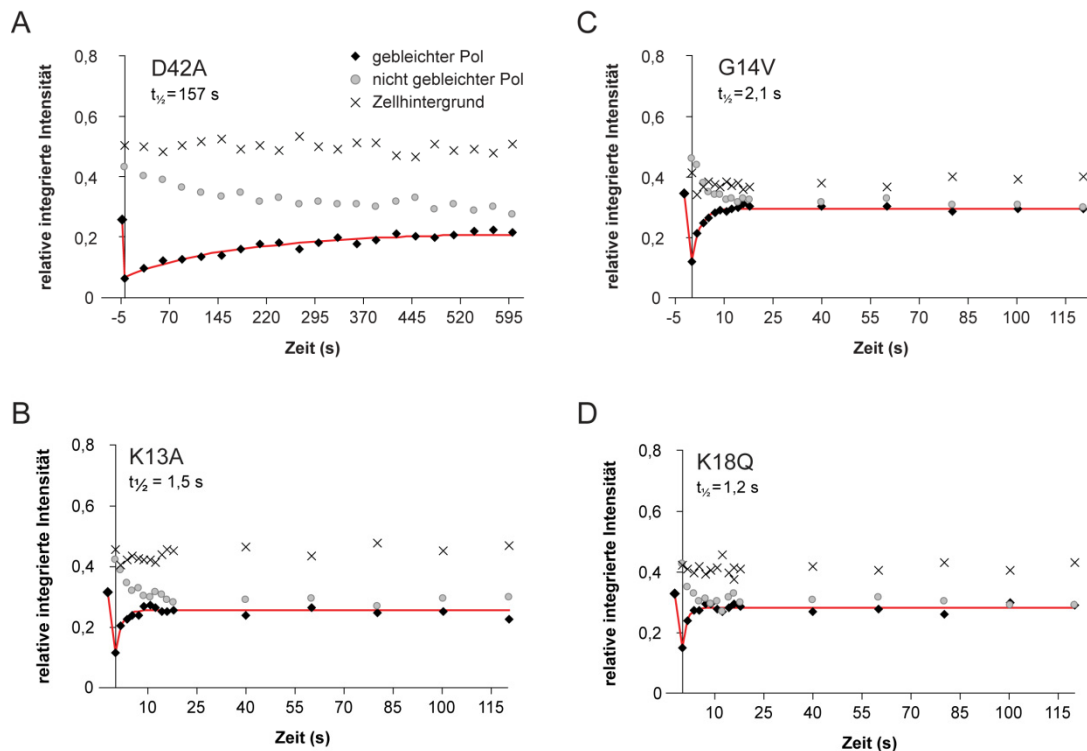 A
0,8
0,6
0,4
0,2
0
relative integrierte Intensität
D42A
t½ = 157 s
gebleichter Pol
nicht gebleichter Pol
Zellhintergrund
-5 70 145 220 295 370 445 520 595
Zeit (s)
C
0,8
0,6
0,4
0,2
0
relative integrierte Intensität
G14V
t½ = 2,1 s
-5 10 25 40 55 70 85 100 115
Zeit (s)
B
0,8
0,6
0,4
0,2
0
relative integrierte Intensität
K13A
t½ = 1,5 s
10 25 40 55 70 85 100 115
Zeit (s)
D
0,8
0,6
0,4
0,2
0
relative integrierte Intensität
K18Q
t½ = 1,2 s
10 25 40 55 70 85 100 115
Zeit (s)